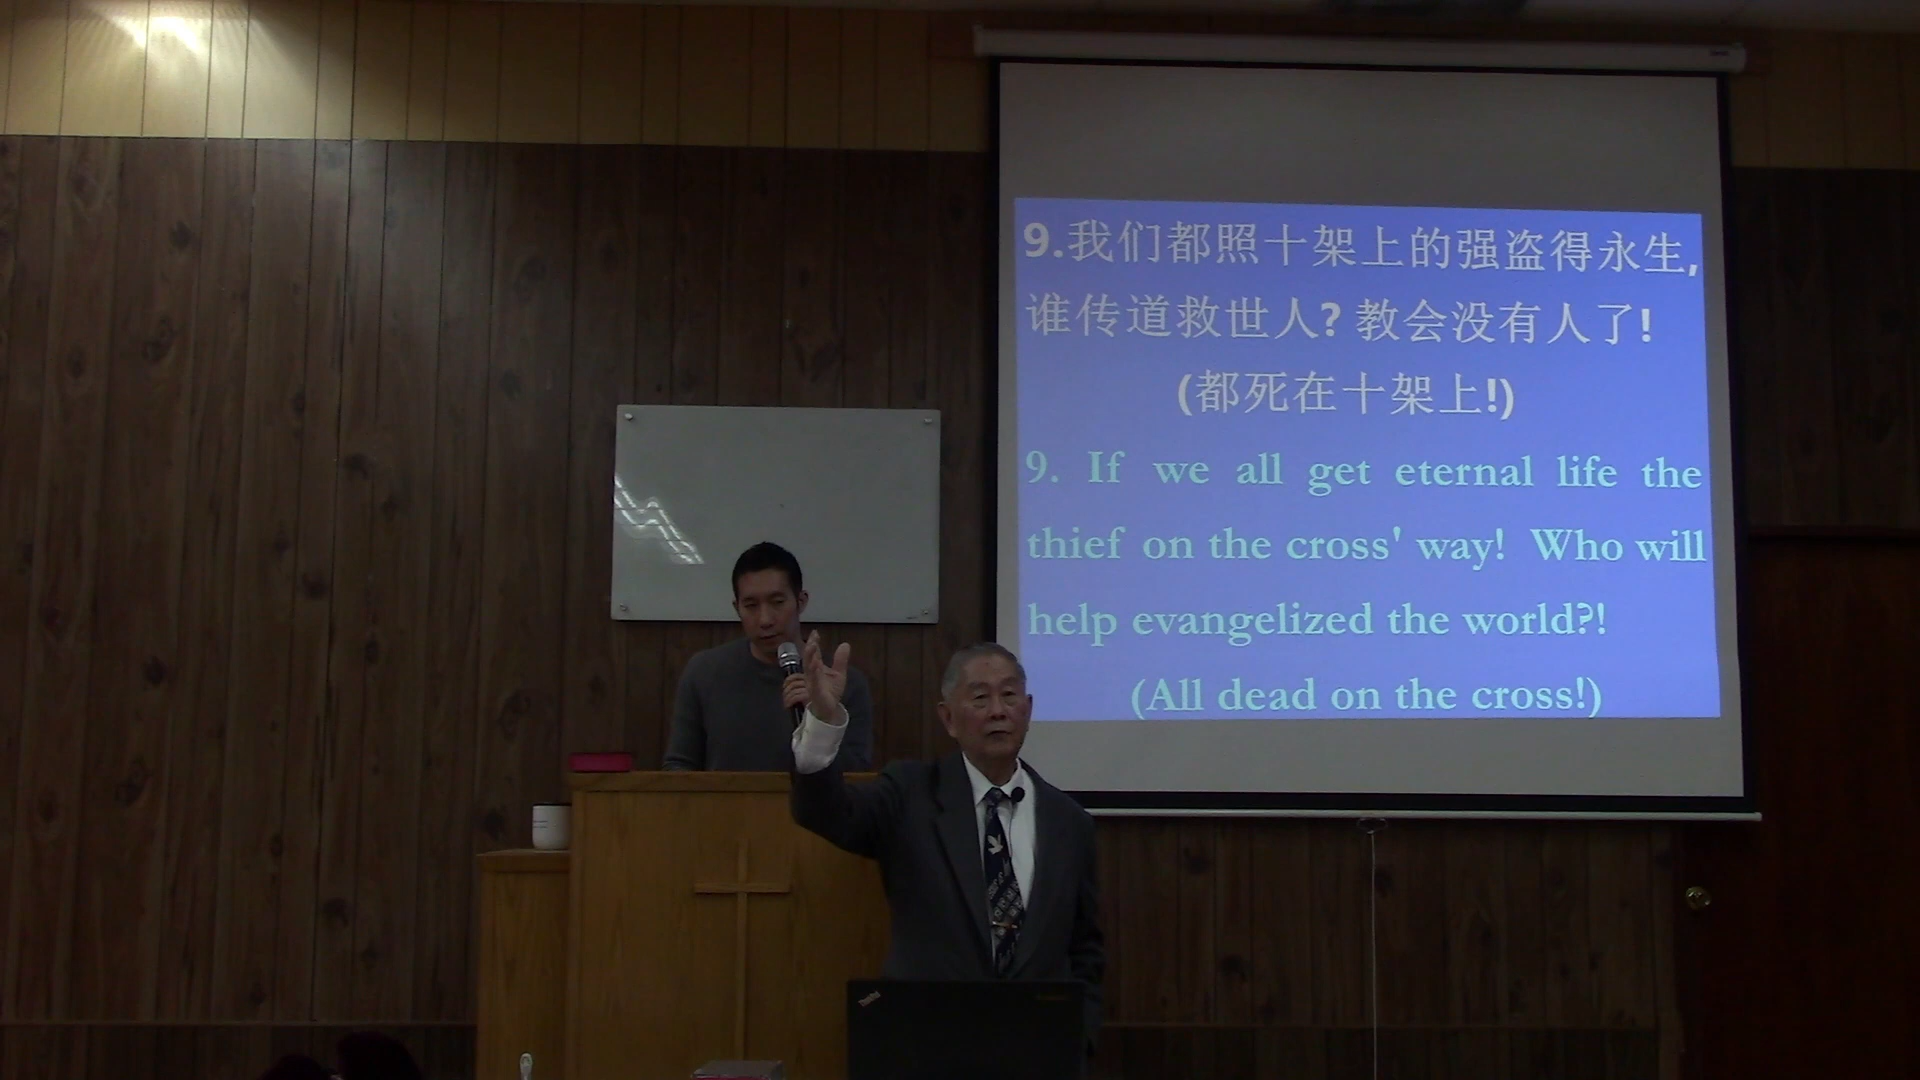 9.我们都照十架上的强盗得永生,
谁传道救世人? 教会没有人了!
(都死在十架上!)
9. If we all get eternal life the
thief on the cross' way! Who will
help evangelized the world?!
(All dead on the cross!)
ThinkPad